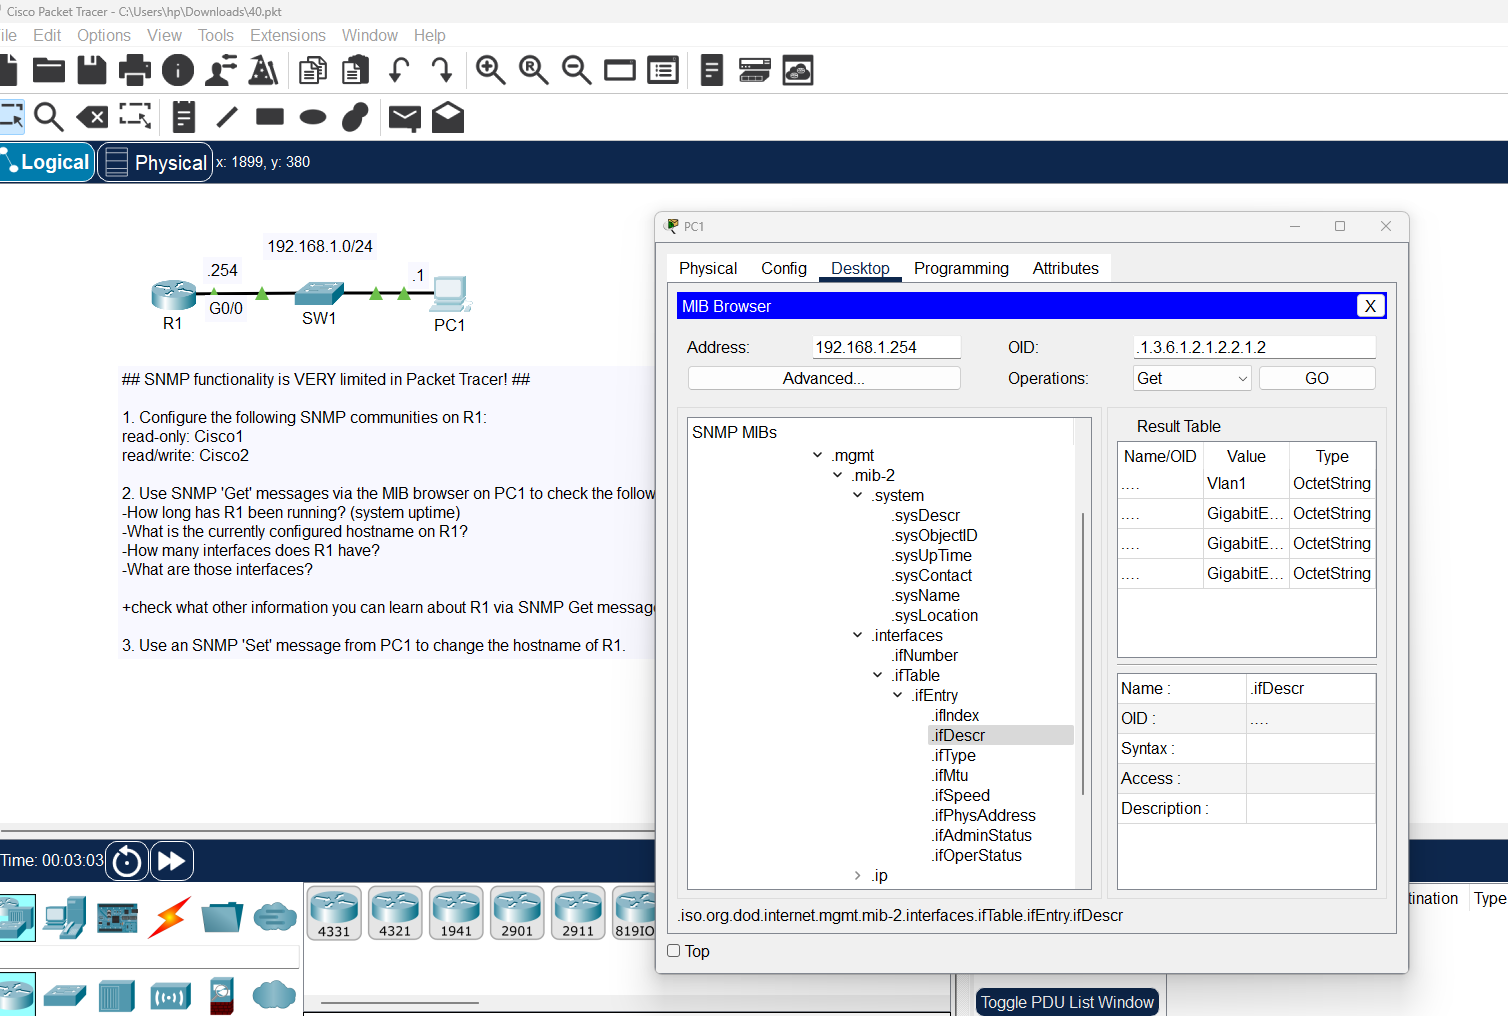 Cisco Packet Tracer - C:\Users\hp\Downloads\40.pkt
ile Edit Options View Tools Extensions Window Help
Logical Physical x: 1899, y: 380
192.168.1.0/24
.254
.1
G0/0
R1
SW1
PC1
## SNMP functionality is VERY limited in Packet Tracer! ##
1. Configure the following SNMP communities on R1:
read-only: Cisco1
read/write: Cisco2
2. Use SNMP 'Get' messages via the MIB browser on PC1 to check the follow
-How long has R1 been running? (system uptime)
-What is the currently configured hostname on R1?
-How many interfaces does R1 have?
-What are those interfaces?
+check what other information you can learn about R1 via SNMP Get messag
3. Use an SNMP 'Set' message from PC1 to change the hostname of R1.
PC1
Physical Config Desktop Programming Attributes
MIB Browser X
Address: 192.168.1.254 OID: .1.3.6.1.2.1.2.2.1.2
Advanced... Operations: Get GO
SNMP MIBs
.mgmt
.mib-2
.system
.sysDescr
.sysObjectID
.sysUpTime
.sysContact
.sysName
.sysLocation
.interfaces
.ifNumber
.ifTable
.ifEntry
.ifIndex
.ifDescr
.ifType
.ifMtu
.ifSpeed
.ifPhysAddress
.ifAdminStatus
.ifOperStatus
.ip
Result Table
Name/OID Value Type
.... Vlan1 OctetString
.... GigabitE... OctetString
.... GigabitE... OctetString
.... GigabitE... OctetString
Name : .ifDescr
OID : ....
Syntax :
Access :
Description :
.iso.org.dod.internet.mgmt.mib-2.interfaces.ifTable.ifEntry.ifDescr
Top
Time: 00:03:03
4331 4321 1941 2901 2911 819IO
tination Type
Toggle PDU List Window